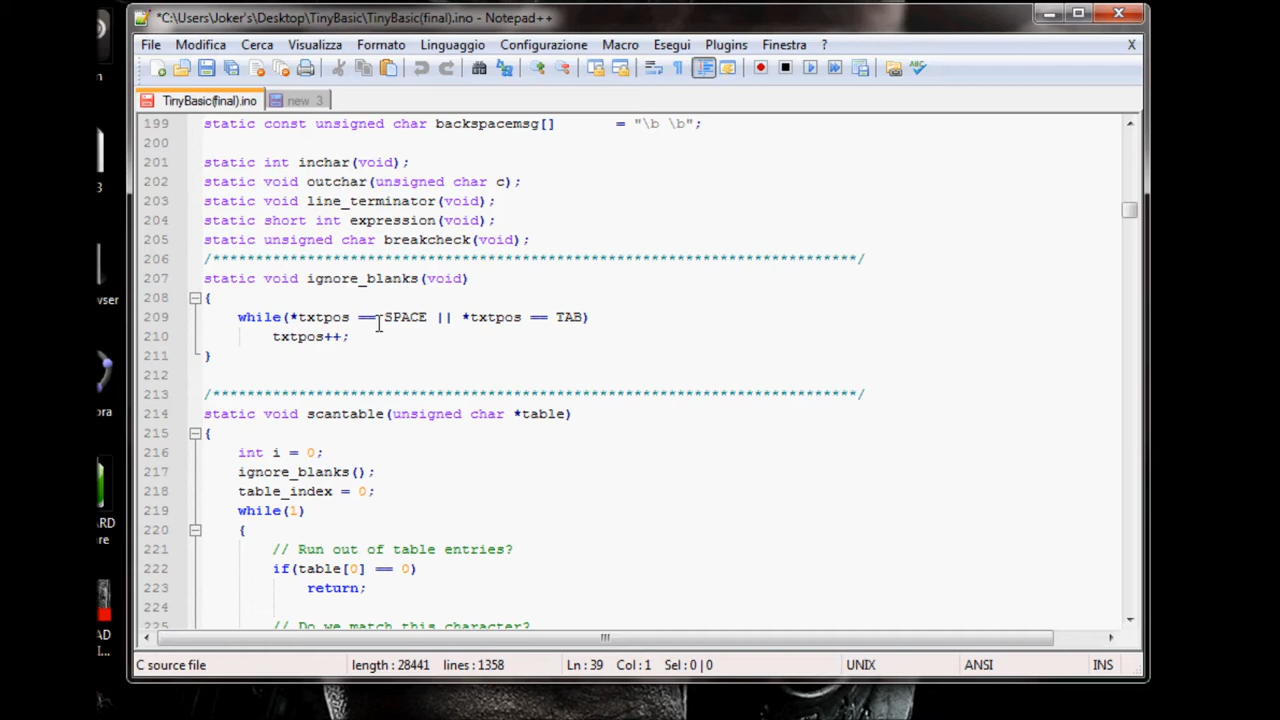 *C:\Users\Joker's\Desktop\TinyBasic\TinyBasic(final).ino - Notepad++
File Modifica Cerca Visualizza Formato Linguaggio Configurazione Macro Esegui Plugins Finestra ? X
TinyBasic(final).ino new 3
199 static const unsigned char backspacemsg[] = "\b \b";
200
201 static int inchar(void);
202 static void outchar(unsigned char c);
203 static void line_terminator(void);
204 static short int expression(void);
205 static unsigned char breakcheck(void);
206 /***************************************************************************/
207 static void ignore_blanks(void)
208 {
209 while(*txtpos == SPACE || *txtpos == TAB)
210 txtpos++;
211 }
212
213 /***************************************************************************/
214 static void scantable(unsigned char *table)
215 {
216 int i = 0;
217 ignore_blanks();
218 table_index = 0;
219 while(1)
220 {
221 // Run out of table entries?
222 if(table[0] == 0)
223 return;
224
225 // Do we match this character?
C source file length : 28441 lines : 1358 Ln : 39 Col : 1 Sel : 0 | 0 UNIX ANSI INS
n
3
wser
ora
ARD
re
AD
I...